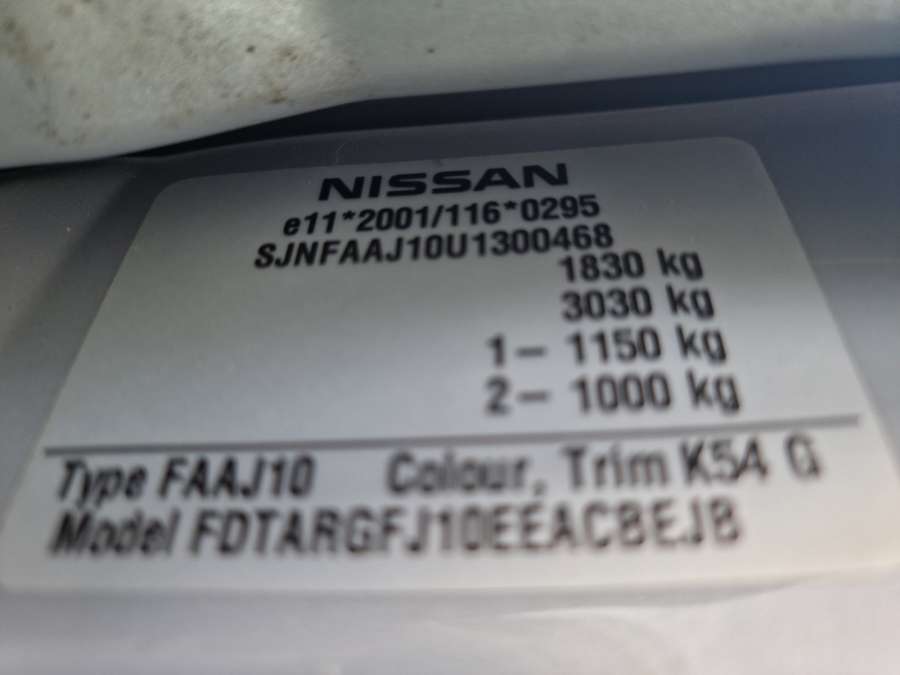 NISSAN
e11*2001/116*0295
SJNFAAJ10U1300468
1830 kg
3030 kg
1– 1150 kg
2– 1000 kg
Type FAAJ10 Colour, Trim K54 G
Model FDTARGFJ10EEACBEJB